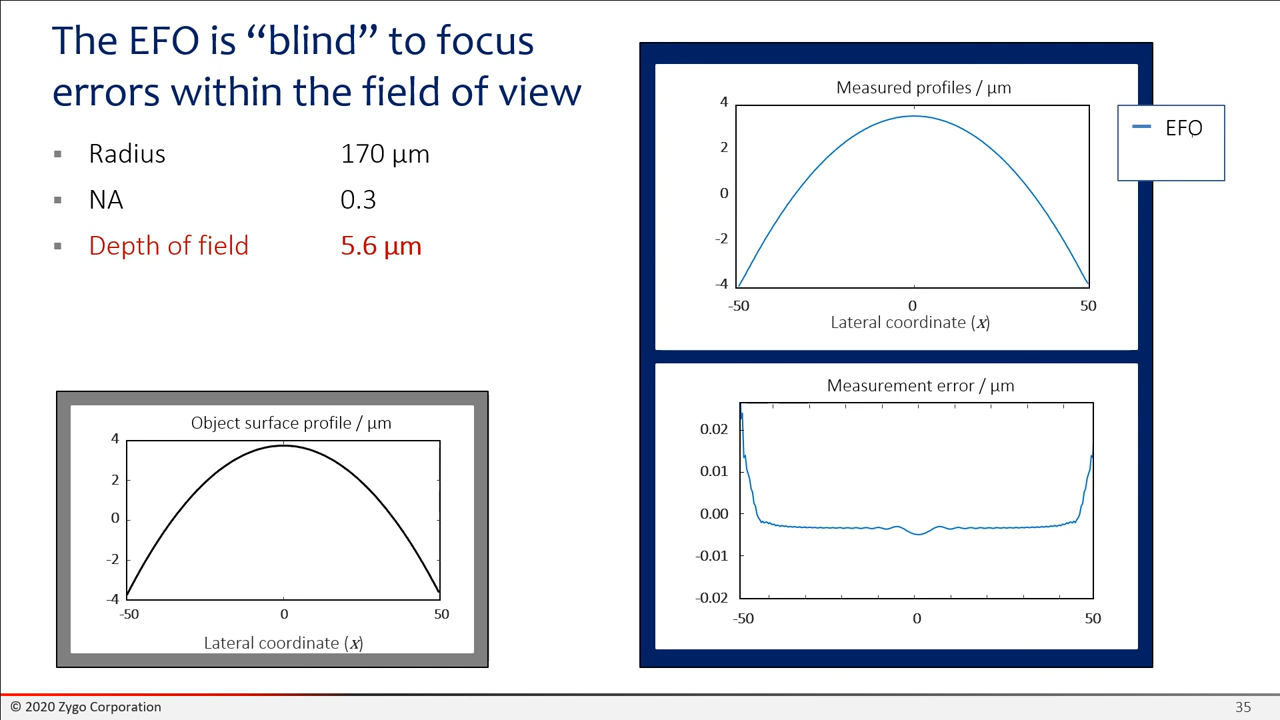 The EFO is “blind” to focus
errors within the field of view
▪ Radius 170 µm
▪ NA 0.3
▪ Depth of field 5.6 µm
Measured profiles / µm
4
2
0
-2
-4
-50 0 50
Lateral coordinate (x)
EFO
Object surface profile / µm
4
2
0
-2
-4
-50 0 50
Lateral coordinate (x)
Measurement error / µm
0.02
0.01
0.00
-0.01
-0.02
-50 0 50
© 2020 Zygo Corporation 35